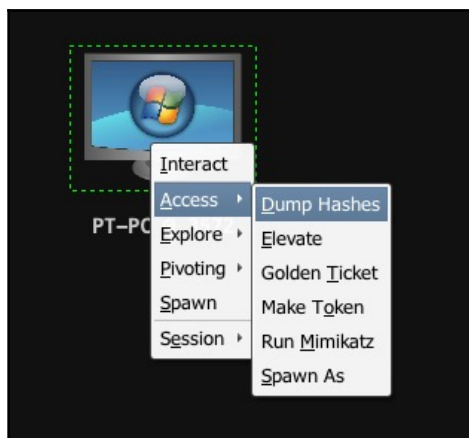 Interact
Access
Explore
Pivoting
Spawn
Session
Dump Hashes
Elevate
Golden Ticket
Make Token
Run Mimikatz
Spawn As